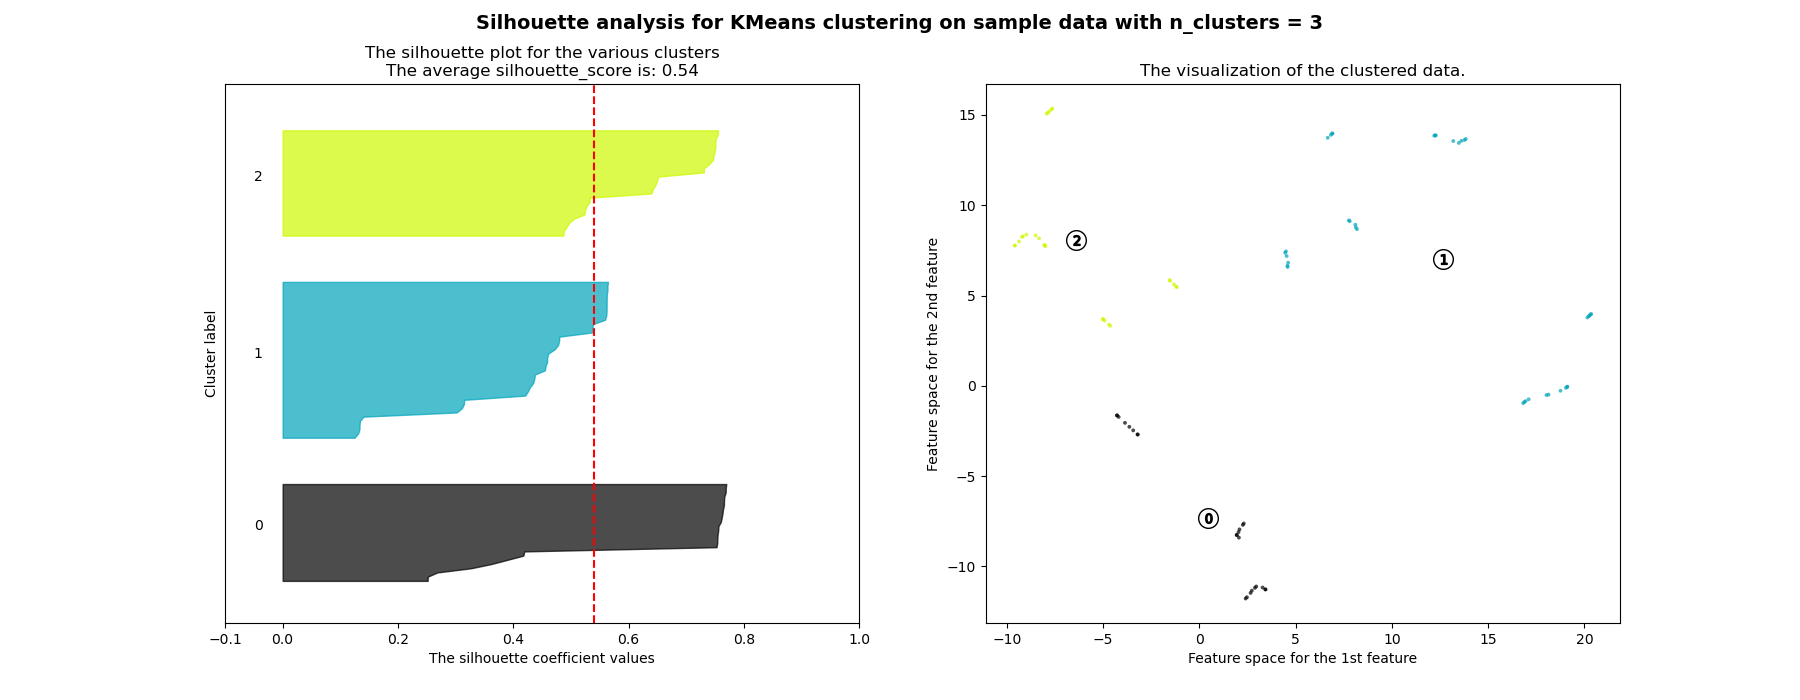 Silhouette analysis for KMeans clustering on sample data with n_clusters = 3
The silhouette plot for the various clusters
The average silhouette_score is: 0.54
2
1
0
Cluster label
−0.1 0.0 0.2 0.4 0.6 0.8 1.0
The silhouette coefficient values
The visualization of the clustered data.
15
10
5
0
−5
−10
Feature space for the 2nd feature
2
1
0
−10 −5 0 5 10 15 20
Feature space for the 1st feature